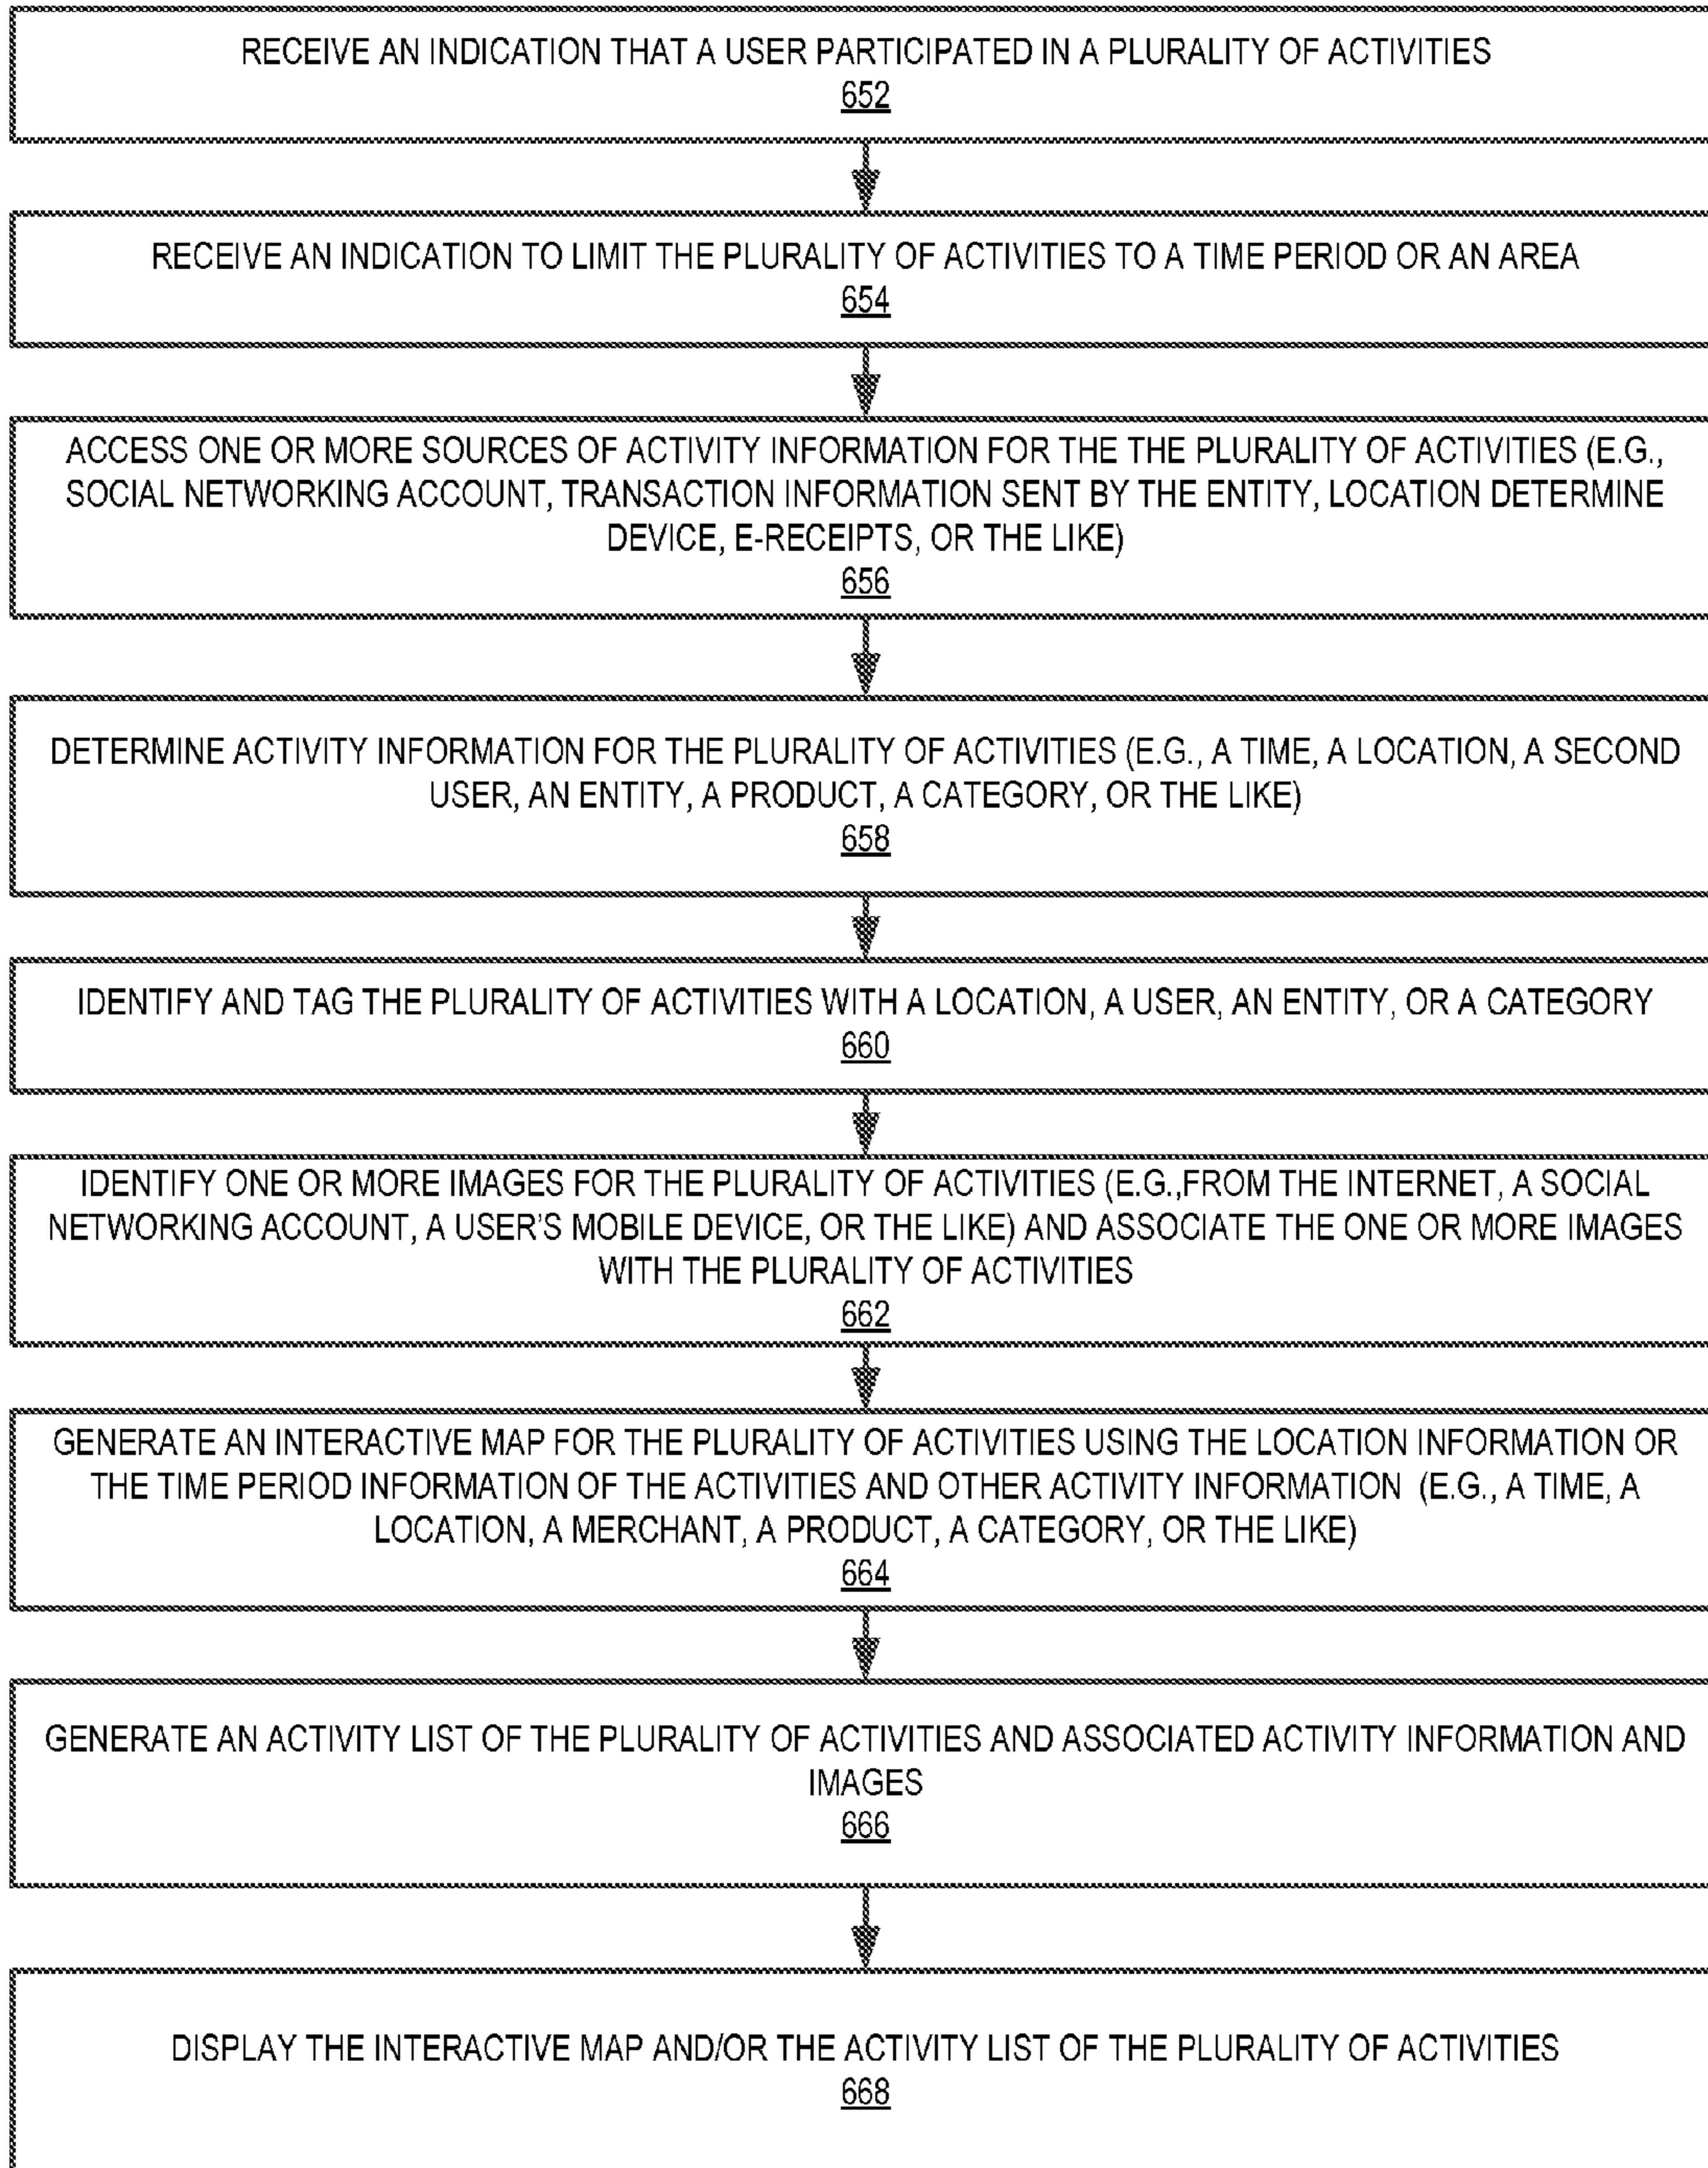 RECEIVE AN INDICATION THAT A USER PARTICIPATED IN A PLURALITY OF ACTIVITIES
652
RECEIVE AN INDICATION TO LIMIT THE PLURALITY OF ACTIVITIES TO A TIME PERIOD OR AN AREA
654
ACCESS ONE OR MORE SOURCES OF ACTIVITY INFORMATION FOR THE THE PLURALITY OF ACTIVITIES (E.G.,
SOCIAL NETWORKING ACCOUNT, TRANSACTION INFORMATION SENT BY THE ENTITY, LOCATION DETERMINE
DEVICE, E-RECEIPTS, OR THE LIKE)
656
DETERMINE ACTIVITY INFORMATION FOR THE PLURALITY OF ACTIVITIES (E.G., A TIME, A LOCATION, A SECOND
USER, AN ENTITY, A PRODUCT, A CATEGORY, OR THE LIKE)
658
IDENTIFY AND TAG THE PLURALITY OF ACTIVITIES WITH A LOCATION, A USER, AN ENTITY, OR A CATEGORY
660
IDENTIFY ONE OR MORE IMAGES FOR THE PLURALITY OF ACTIVITIES (E.G.,FROM THE INTERNET, A SOCIAL
NETWORKING ACCOUNT, A USER'S MOBILE DEVICE, OR THE LIKE) AND ASSOCIATE THE ONE OR MORE IMAGES
WITH THE PLURALITY OF ACTIVITIES
662
GENERATE AN INTERACTIVE MAP FOR THE PLURALITY OF ACTIVITIES USING THE LOCATION INFORMATION OR
THE TIME PERIOD INFORMATION OF THE ACTIVITIES AND OTHER ACTIVITY INFORMATION (E.G., A TIME, A
LOCATION, A MERCHANT, A PRODUCT, A CATEGORY, OR THE LIKE)
664
GENERATE AN ACTIVITY LIST OF THE PLURALITY OF ACTIVITIES AND ASSOCIATED ACTIVITY INFORMATION AND
IMAGES
666
DISPLAY THE INTERACTIVE MAP AND/OR THE ACTIVITY LIST OF THE PLURALITY OF ACTIVITIES
668